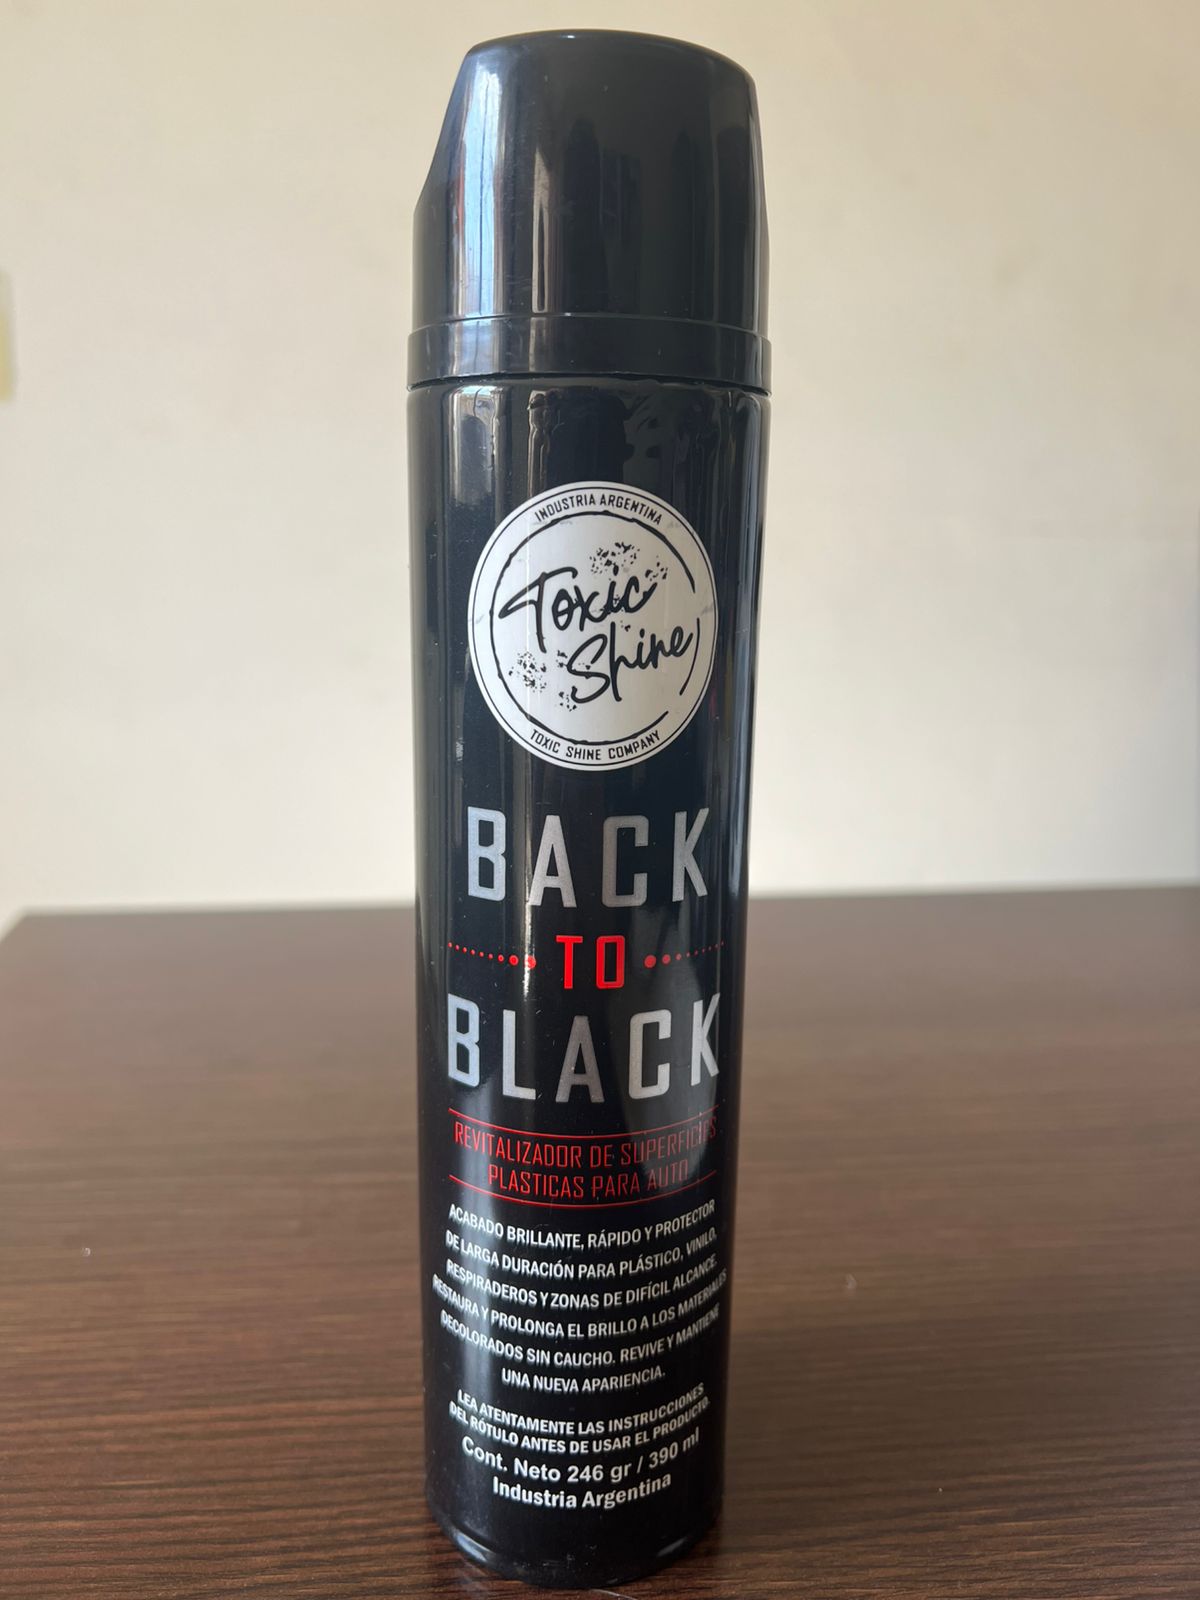 INDUSTRIA ARGENTINA
Toxic
Shine
TOXIC SHINE COMPANY
BACK
TO
BLACK
REVITALIZADOR DE SUPERFICIES
PLASTICAS PARA AUTO
ACABADO BRILLANTE, RÁPIDO Y PROTECTOR
DE LARGA DURACIÓN PARA PLÁSTICO, VINILO,
RESPIRADEROS Y ZONAS DE DIFÍCIL ALCANCE.
RESTAURA Y PROLONGA EL BRILLO A LOS MATERIALES
DECOLORADOS SIN CAUCHO. REVIVE Y MANTIENE
UNA NUEVA APARIENCIA.
LEA ATENTAMENTE LAS INSTRUCCIONES
DEL RÓTULO ANTES DE USAR EL PRODUCTO.
Cont. Neto 246 gr / 390 ml
Industria Argentina